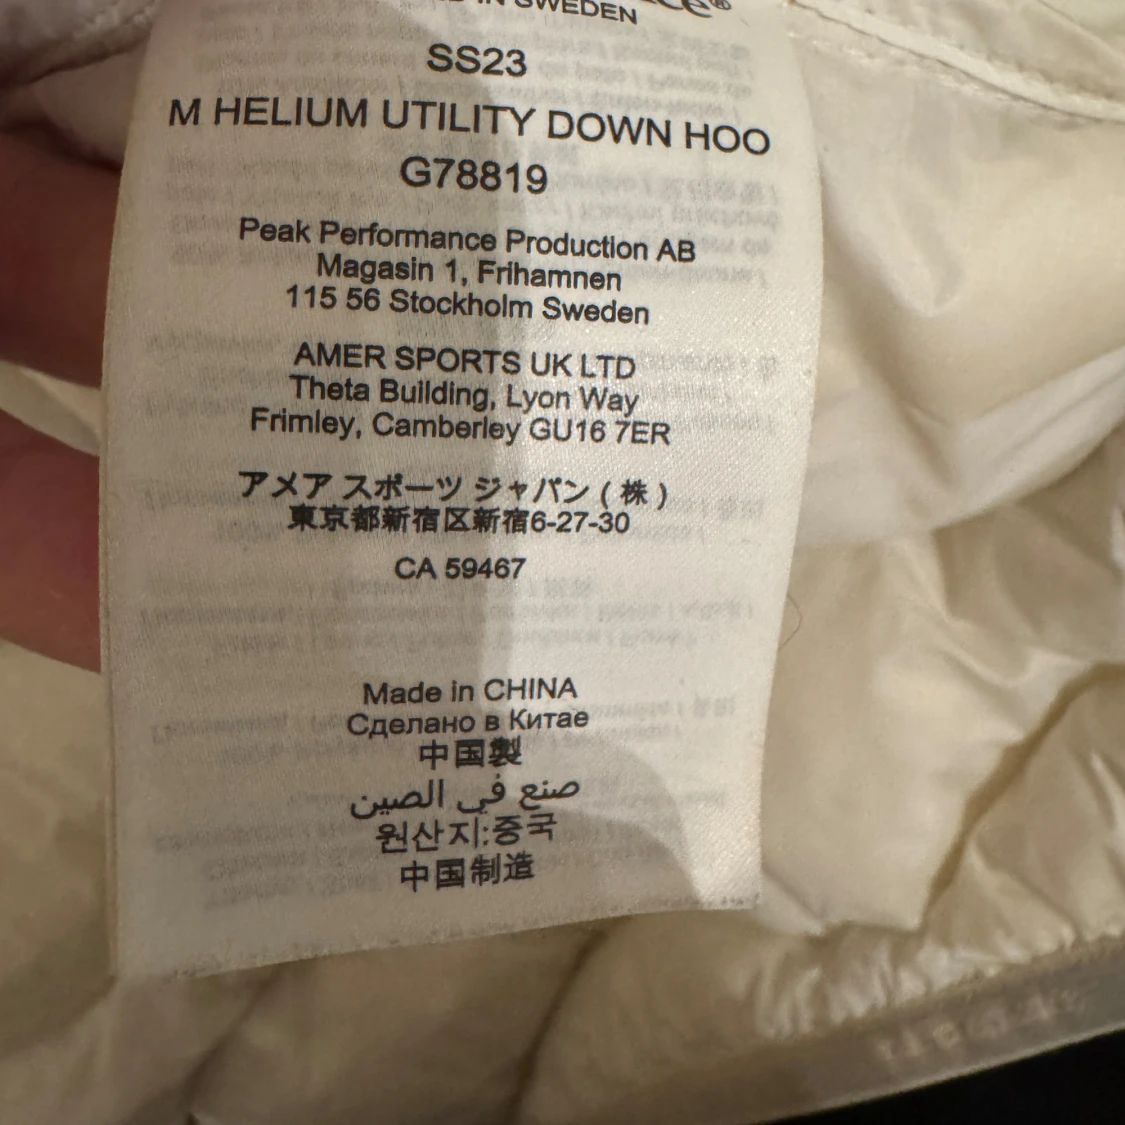 IN SWEDEN
SS23
M HELIUM UTILITY DOWN HOO
G78819
Peak Performance Production AB
Magasin 1, Frihamnen
115 56 Stockholm Sweden
AMER SPORTS UK LTD
Theta Building, Lyon Way
Frimley, Camberley GU16 7ER
アメア スポーツ ジャパン ( 株 )
東京都新宿区新宿6-27-30
CA 59467
Made in CHINA
Сделано в Китае
中国製
صنع في الصين
원산지:중국
中国制造